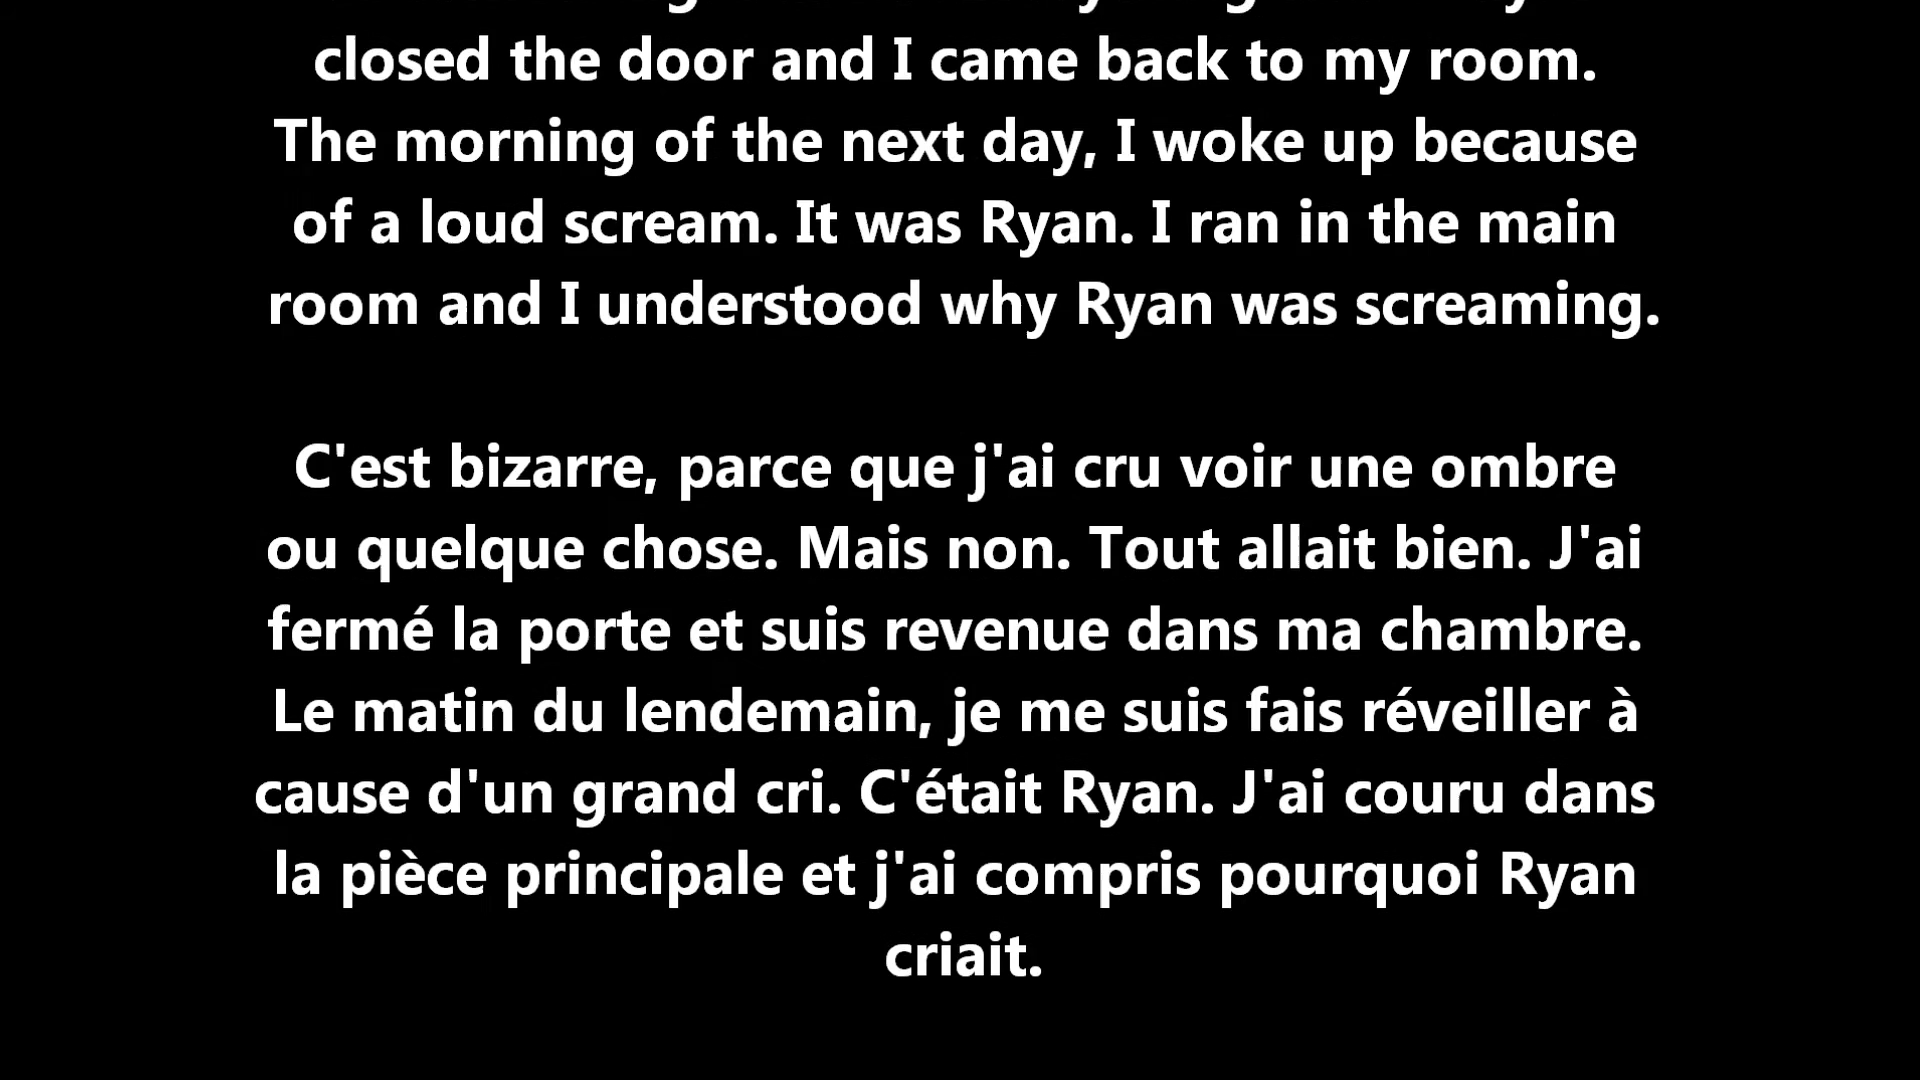 closed the door and I came back to my room.
The morning of the next day, I woke up because
of a loud scream. It was Ryan. I ran in the main
room and I understood why Ryan was screaming.
C'est bizarre, parce que j'ai cru voir une ombre
ou quelque chose. Mais non. Tout allait bien. J'ai
fermé la porte et suis revenue dans ma chambre.
Le matin du lendemain, je me suis fais réveiller à
cause d'un grand cri. C'était Ryan. J'ai couru dans
la pièce principale et j'ai compris pourquoi Ryan
criait.